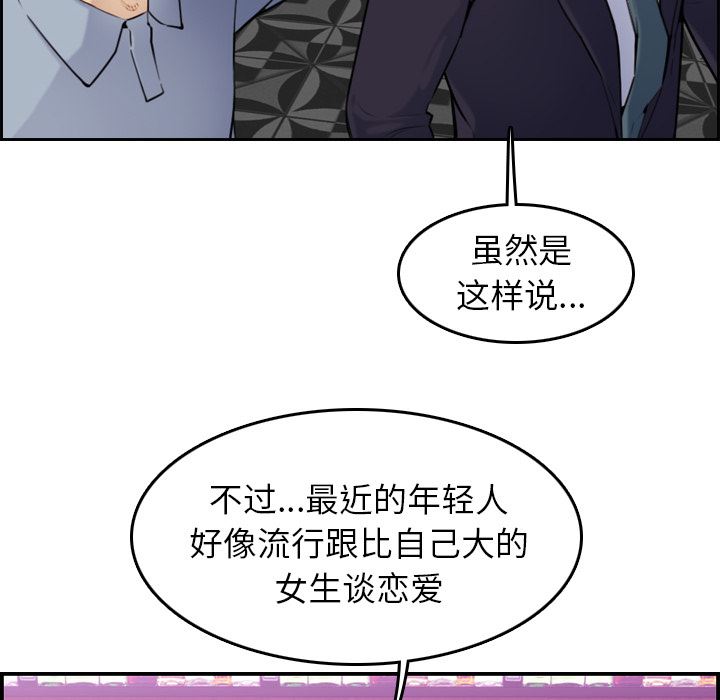 虽然是
这样说...
不过...最近的年轻人
好像流行跟比自己大的
女生谈恋爱